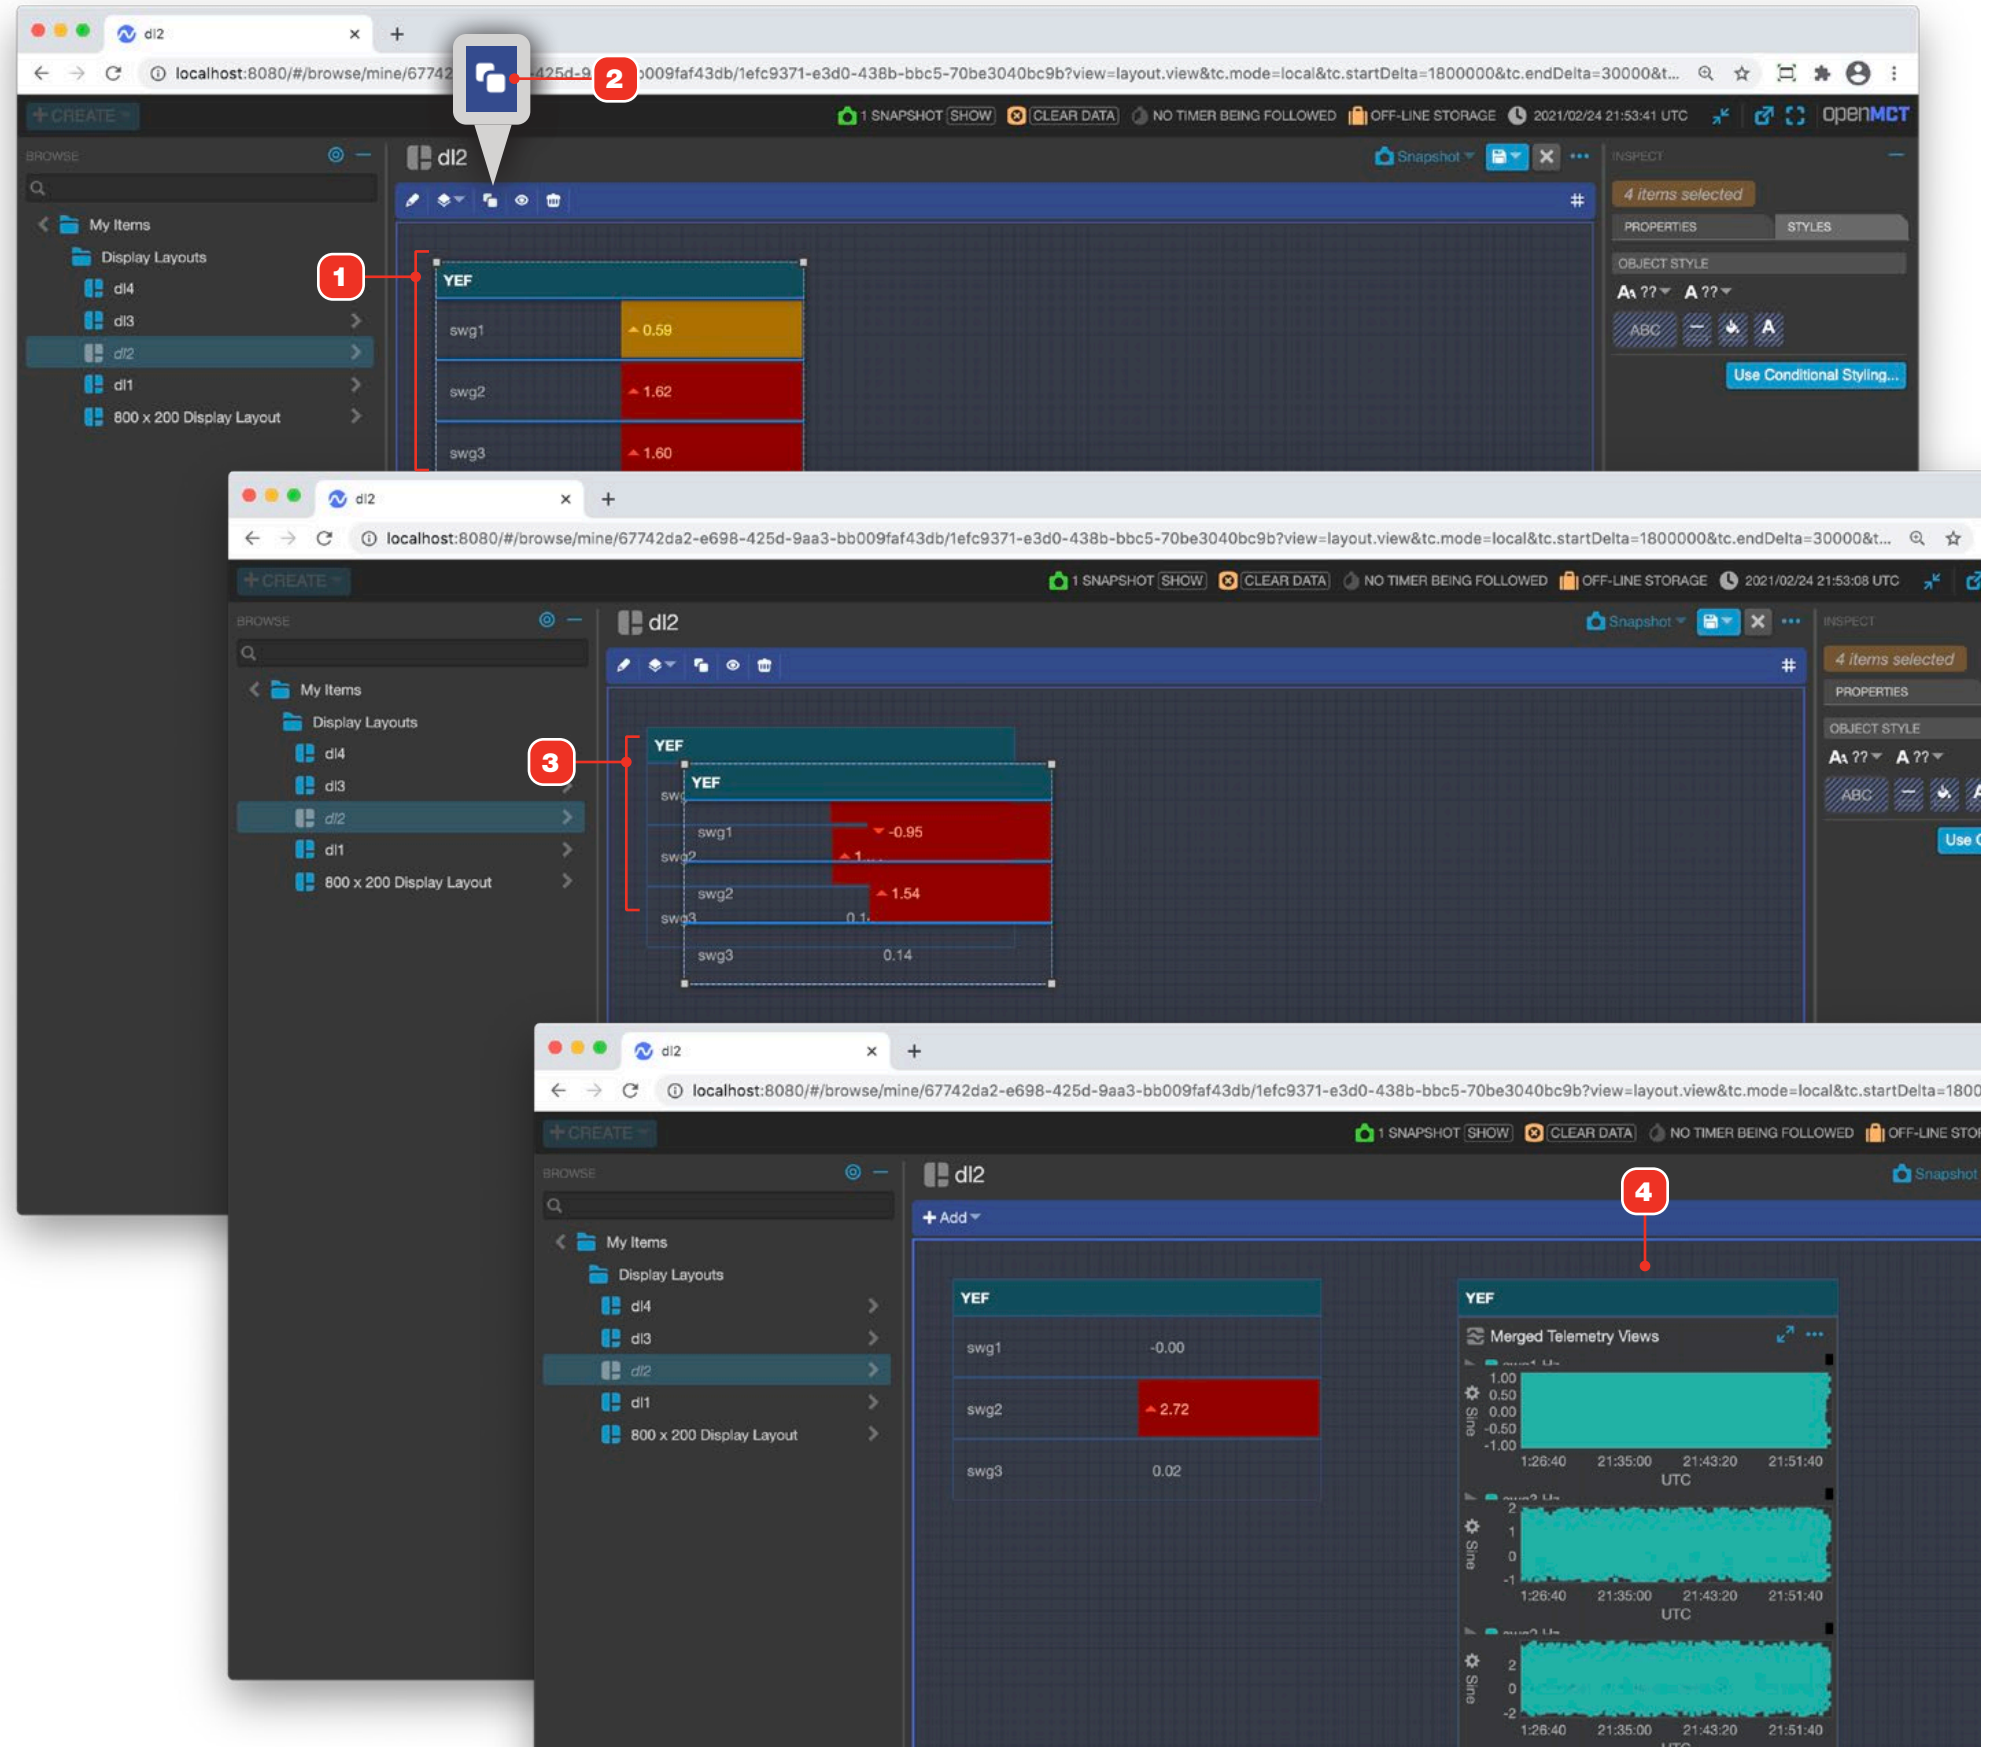 dl2
localhost:8080/#/browse/mine/67742
425d-9
009faf43db/1efc9371-e3d0-438b-bbc5-70be3040bc9b?view=layout.view&tc.mode=local&tc.startDelta=1800000&tc.endDelta=30000&t...
2
+ CREATE
1 SNAPSHOT SHOW CLEAR DATA NO TIMER BEING FOLLOWED OFF-LINE STORAGE 2021/02/24 21:53:41 UTC openMCT
BROWSE
dl2
Snapshot
INSPECT
4 items selected
PROPERTIES STYLES
OBJECT STYLE
?? ??
ABC
Use Conditional Styling...
My Items
Display Layouts
dl4
dl3
dl2
dl1
800 x 200 Display Layout
1
YEF
swg1 0.59
swg2 1.62
swg3 1.60
dl2
localhost:8080/#/browse/mine/67742da2-e698-425d-9aa3-bb009faf43db/1efc9371-e3d0-438b-bbc5-70be3040bc9b?view=layout.view&tc.mode=local&tc.startDelta=1800000&tc.endDelta=30000&t...
+ CREATE
1 SNAPSHOT SHOW CLEAR DATA NO TIMER BEING FOLLOWED OFF-LINE STORAGE 2021/02/24 21:53:08 UTC
BROWSE
dl2
Snapshot
INSPECT
4 items selected
PROPERTIES
OBJECT STYLE
?? ??
ABC
Use
My Items
Display Layouts
dl4
dl3
dl2
dl1
800 x 200 Display Layout
3
YEF
YEF
swg1 -0.95
swg2
swg2 1.54
swg3
swg3 0.14
dl2
localhost:8080/#/browse/mine/67742da2-e698-425d-9aa3-bb009faf43db/1efc9371-e3d0-438b-bbc5-70be3040bc9b?view=layout.view&tc.mode=local&tc.startDelta=1800
+ CREATE
1 SNAPSHOT SHOW CLEAR DATA NO TIMER BEING FOLLOWED OFF-LINE STO
BROWSE
dl2
Snapshot
+ Add
My Items
Display Layouts
dl4
dl3
dl2
dl1
800 x 200 Display Layout
4
YEF
swg1 -0.00
swg2 2.72
swg3 0.02
YEF
Merged Telemetry Views
1.00
0.50
0.00
-0.50
-1.00
Sine
1:26:40 21:35:00 21:43:20 21:51:40
UTC
2
1
0
-1
Sine
1:26:40 21:35:00 21:43:20 21:51:40
UTC
2
0
-2
Sine
1:26:40 21:35:00 21:43:20 21:51:40